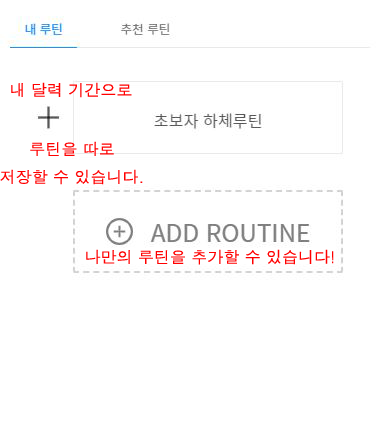 내 루틴
추천 루틴
내 달력 기간으로
초보자 하체루틴
루틴을 따로
저장할 수 있습니다.
ADD ROUTINE
나만의 루틴을 추가할 수 있습니다!